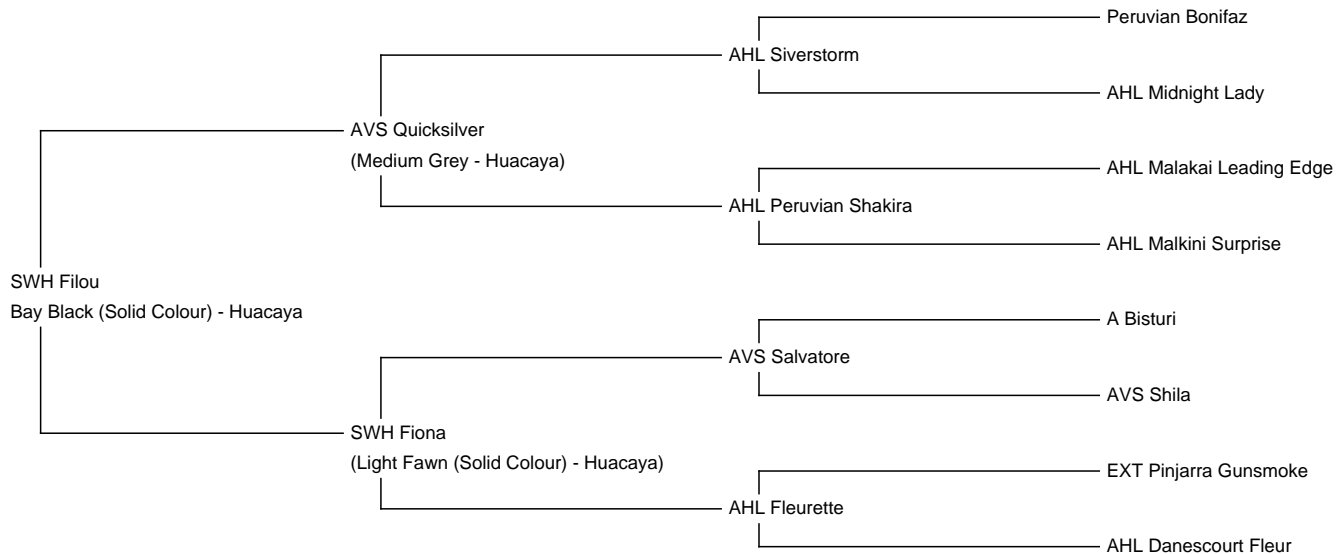 Peruvian Bonifaz
AHL Siverstorm
AHL Midnight Lady
AVS Quicksilver
(Medium Grey - Huacaya)
AHL Malakai Leading Edge
AHL Peruvian Shakira
AHL Malkini Surprise
SWH Filou
Bay Black (Solid Colour) - Huacaya
A Bisturi
AVS Salvatore
AVS Shila
SWH Fiona
(Light Fawn (Solid Colour) - Huacaya)
EXT Pinjarra Gunsmoke
AHL Fleurette
AHL Danescourt Fleur